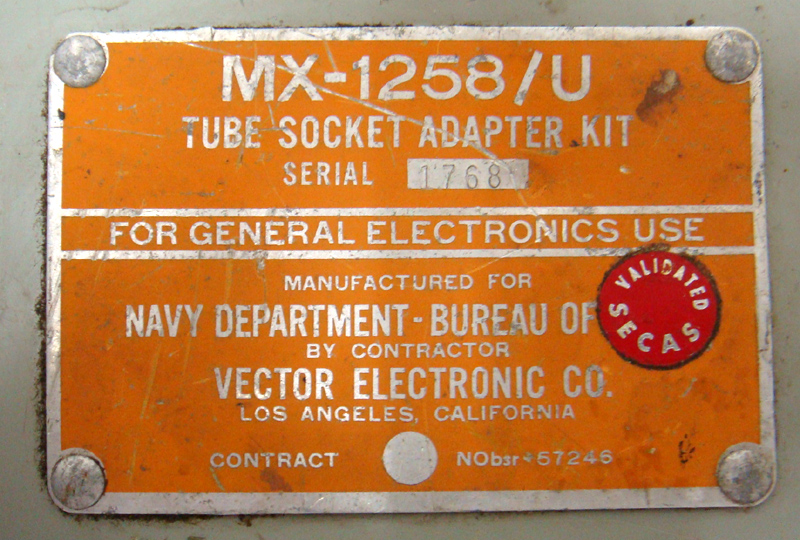 MX-1258/U
TUBE SOCKET ADAPTER KIT
SERIAL 1768
FOR GENERAL ELECTRONICS USE
MANUFACTURED FOR
NAVY DEPARTMENT - BUREAU OF
VALIDATED
SECAS
BY CONTRACTOR
VECTOR ELECTRONIC CO.
LOS ANGELES, CALIFORNIA
CONTRACT NObsr-57246